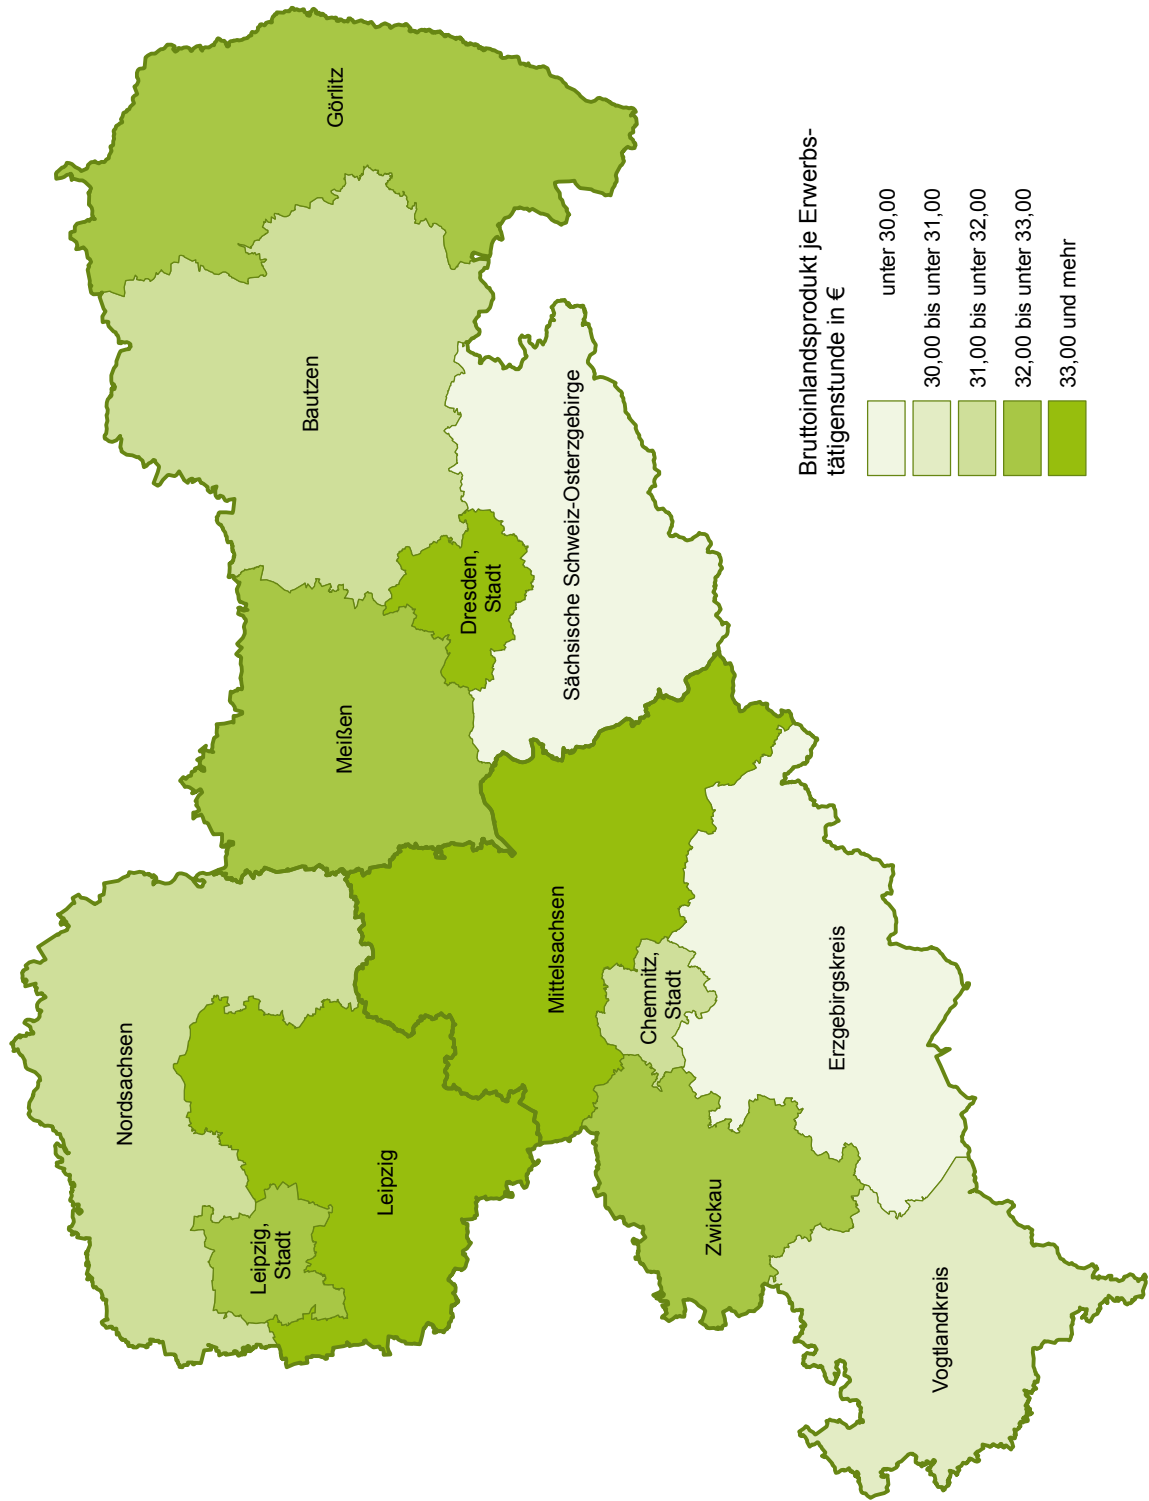 Nordsachsen
Leipzig,
Stadt
Leipzig
Meißen
Bautzen
Görlitz
Dresden,
Stadt
Mittelsachsen
Sächsische Schweiz-Osterzgebirge
Chemnitz,
Stadt
Zwickau
Erzgebirgskreis
Vogtlandkreis
Bruttoinlandsprodukt je Erwerbs-
tätigenstunde in €
unter 30,00
30,00 bis unter 31,00
31,00 bis unter 32,00
32,00 bis unter 33,00
33,00 und mehr